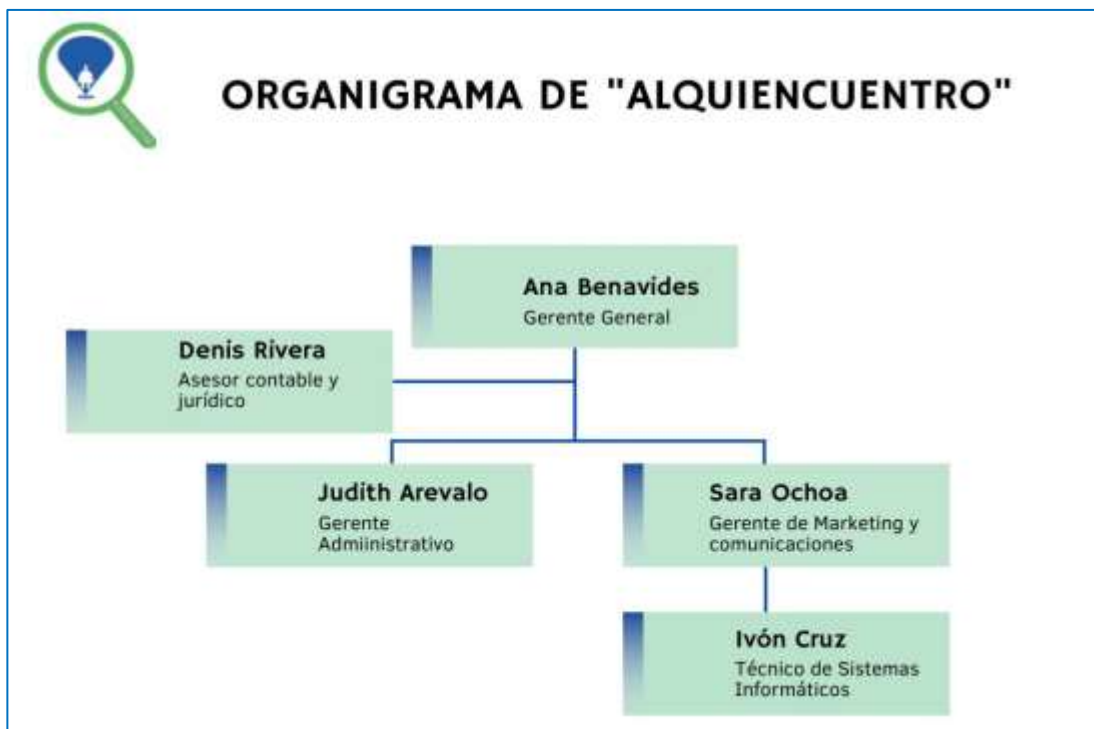 ORGANIGRAMA DE "ALQUIENCUENTRO"
Ana Benavides
Gerente General
Denis Rivera
Asesor contable y
jurídico
Judith Arevalo
Gerente
Admiinistrativo
Sara Ochoa
Gerente de Marketing y
comunicaciones
Ivón Cruz
Técnico de Sistemas
Informáticos